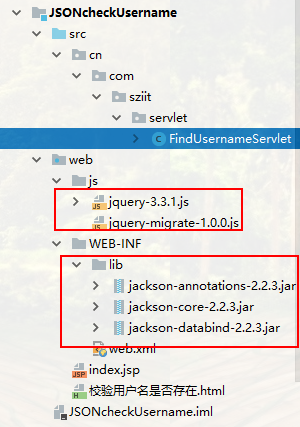 JSONcheckUsername
src
cn
com
sziit
servlet
FindUsernameServlet
web
js
jquery-3.3.1.js
jquery-migrate-1.0.0.js
WEB-INF
lib
jackson-annotations-2.2.3.jar
jackson-core-2.2.3.jar
jackson-databind-2.2.3.jar
web.xml
index.jsp
校验用户名是否存在.html
JSONcheckUsername.iml